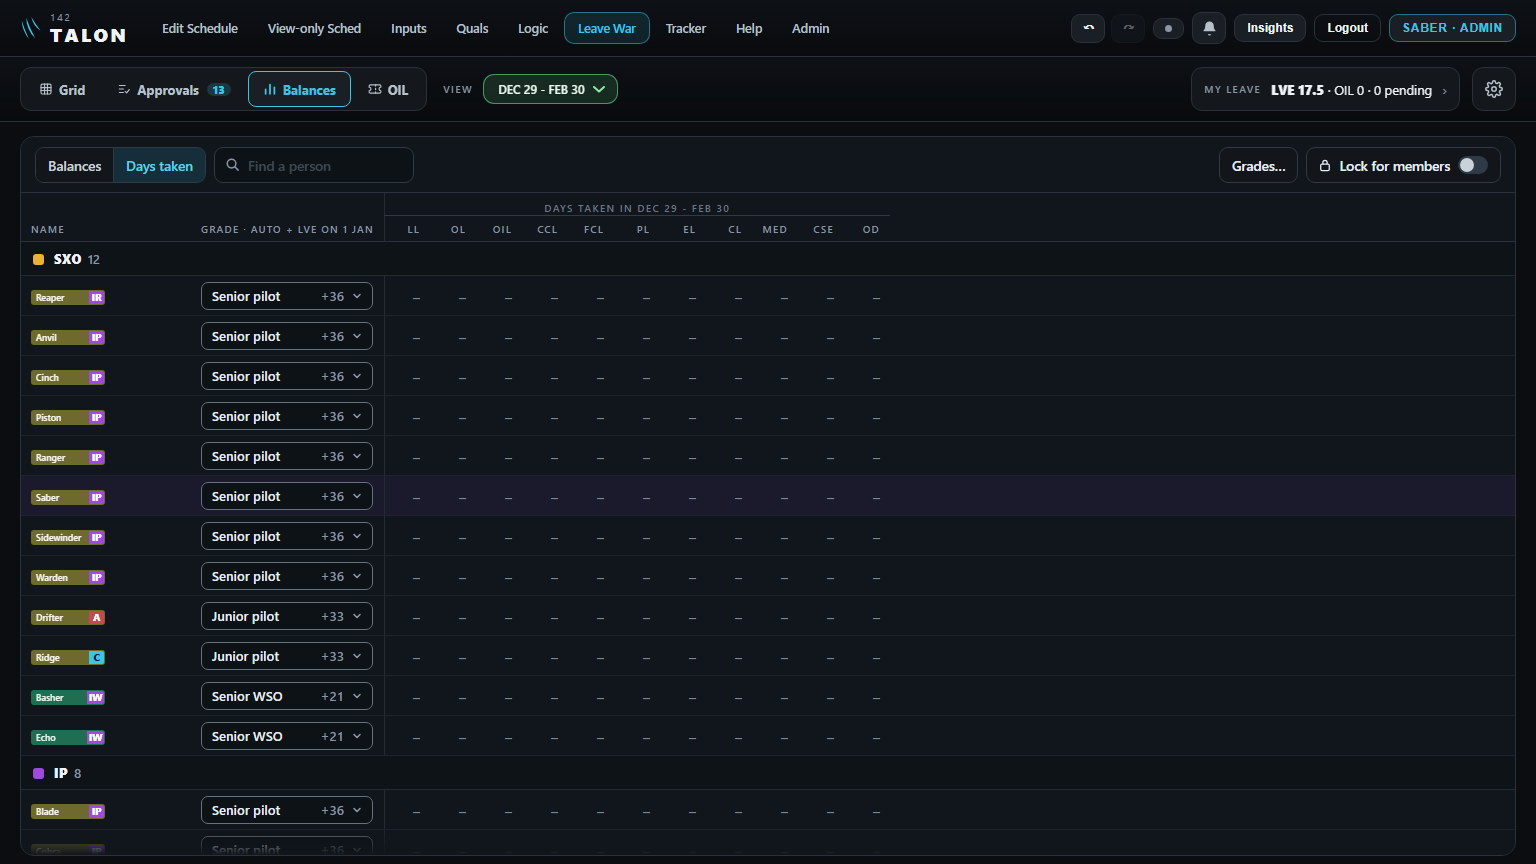 142
TALON
Edit Schedule View-only Sched Inputs Quals Logic Leave War Tracker Help Admin
Insights Logout SABER · ADMIN
Grid Approvals 13 Balances OIL VIEW DEC 29 - FEB 30
MY LEAVE LVE 17.5 · OIL 0 · 0 pending ›
Balances Days taken Find a person Grades... Lock for members
DAYS TAKEN IN DEC 29 - FEB 30
NAME GRADE · AUTO + LVE ON 1 JAN LL OL OIL CCL FCL PL EL CL MED CSE OD
SXO 12
Reaper IR Senior pilot +36 – – – – – – – – – – –
Anvil IP Senior pilot +36 – – – – – – – – – – –
Cinch IP Senior pilot +36 – – – – – – – – – – –
Piston IP Senior pilot +36 – – – – – – – – – – –
Ranger IP Senior pilot +36 – – – – – – – – – – –
Saber IP Senior pilot +36 – – – – – – – – – – –
Sidewinder IP Senior pilot +36 – – – – – – – – – – –
Warden IP Senior pilot +36 – – – – – – – – – – –
Drifter A Junior pilot +33 – – – – – – – – – – –
Ridge C Junior pilot +33 – – – – – – – – – – –
Basher IW Senior WSO +21 – – – – – – – – – – –
Echo IW Senior WSO +21 – – – – – – – – – – –
IP 8
Blade IP Senior pilot +36 – – – – – – – – – – –
Senior pilot +36